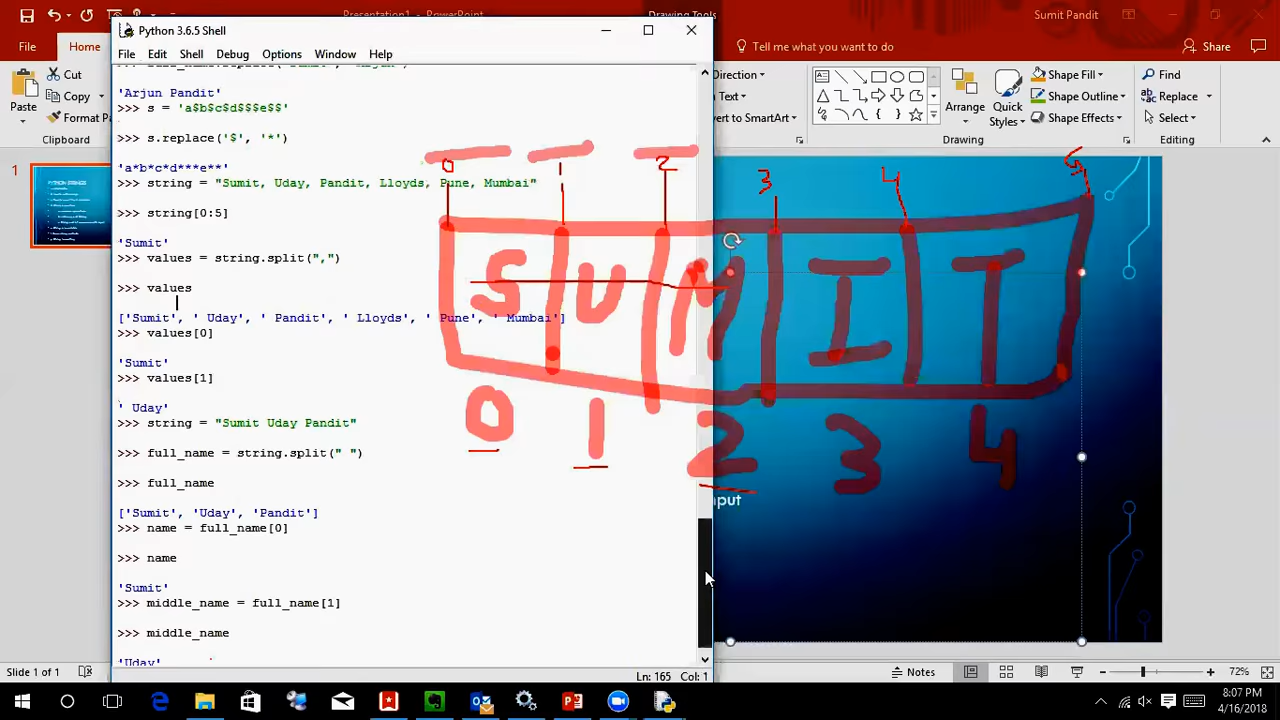 Presentation1 - PowerPoint
Drawing Tools
Sumit Pandit
Python 3.6.5 Shell
File
Home
Tell me what you want to do
Share
File Edit Shell Debug Options Window Help
Paste
Cut
Copy
Format
Clipboard
Direction
Text
vert to SmartArt
Arrange
Quick
Styles
Shape Fill
Shape Outline
Shape Effects
Drawing
Find
Replace
Select
Editing
1
'Arjun Pandit'
>>> s = 'a$b$c$d$$$e$$'
>>> s.replace('$', '*')
'a*b*c*d***e**'
>>> string = "Sumit, Uday, Pandit, Lloyds, Pune, Mumbai"
>>> string[0:5]
'Sumit'
>>> values = string.split(",")
>>> values
['Sumit', ' Uday', ' Pandit', ' Lloyds', ' Pune', ' Mumbai']
>>> values[0]
'Sumit'
>>> values[1]
' Uday'
>>> string = "Sumit Uday Pandit"
>>> full_name = string.split(" ")
>>> full_name
['Sumit', 'Uday', 'Pandit']
>>> name = full_name[0]
>>> name
'Sumit'
>>> middle_name = full_name[1]
>>> middle_name
'Uday'
0 1 2 3 4 5
S U M I T
0 1 2 3 4
nput
Ln: 165 Col: 1
Slide 1 of 1
Notes
72%
8:07 PM
4/16/2018